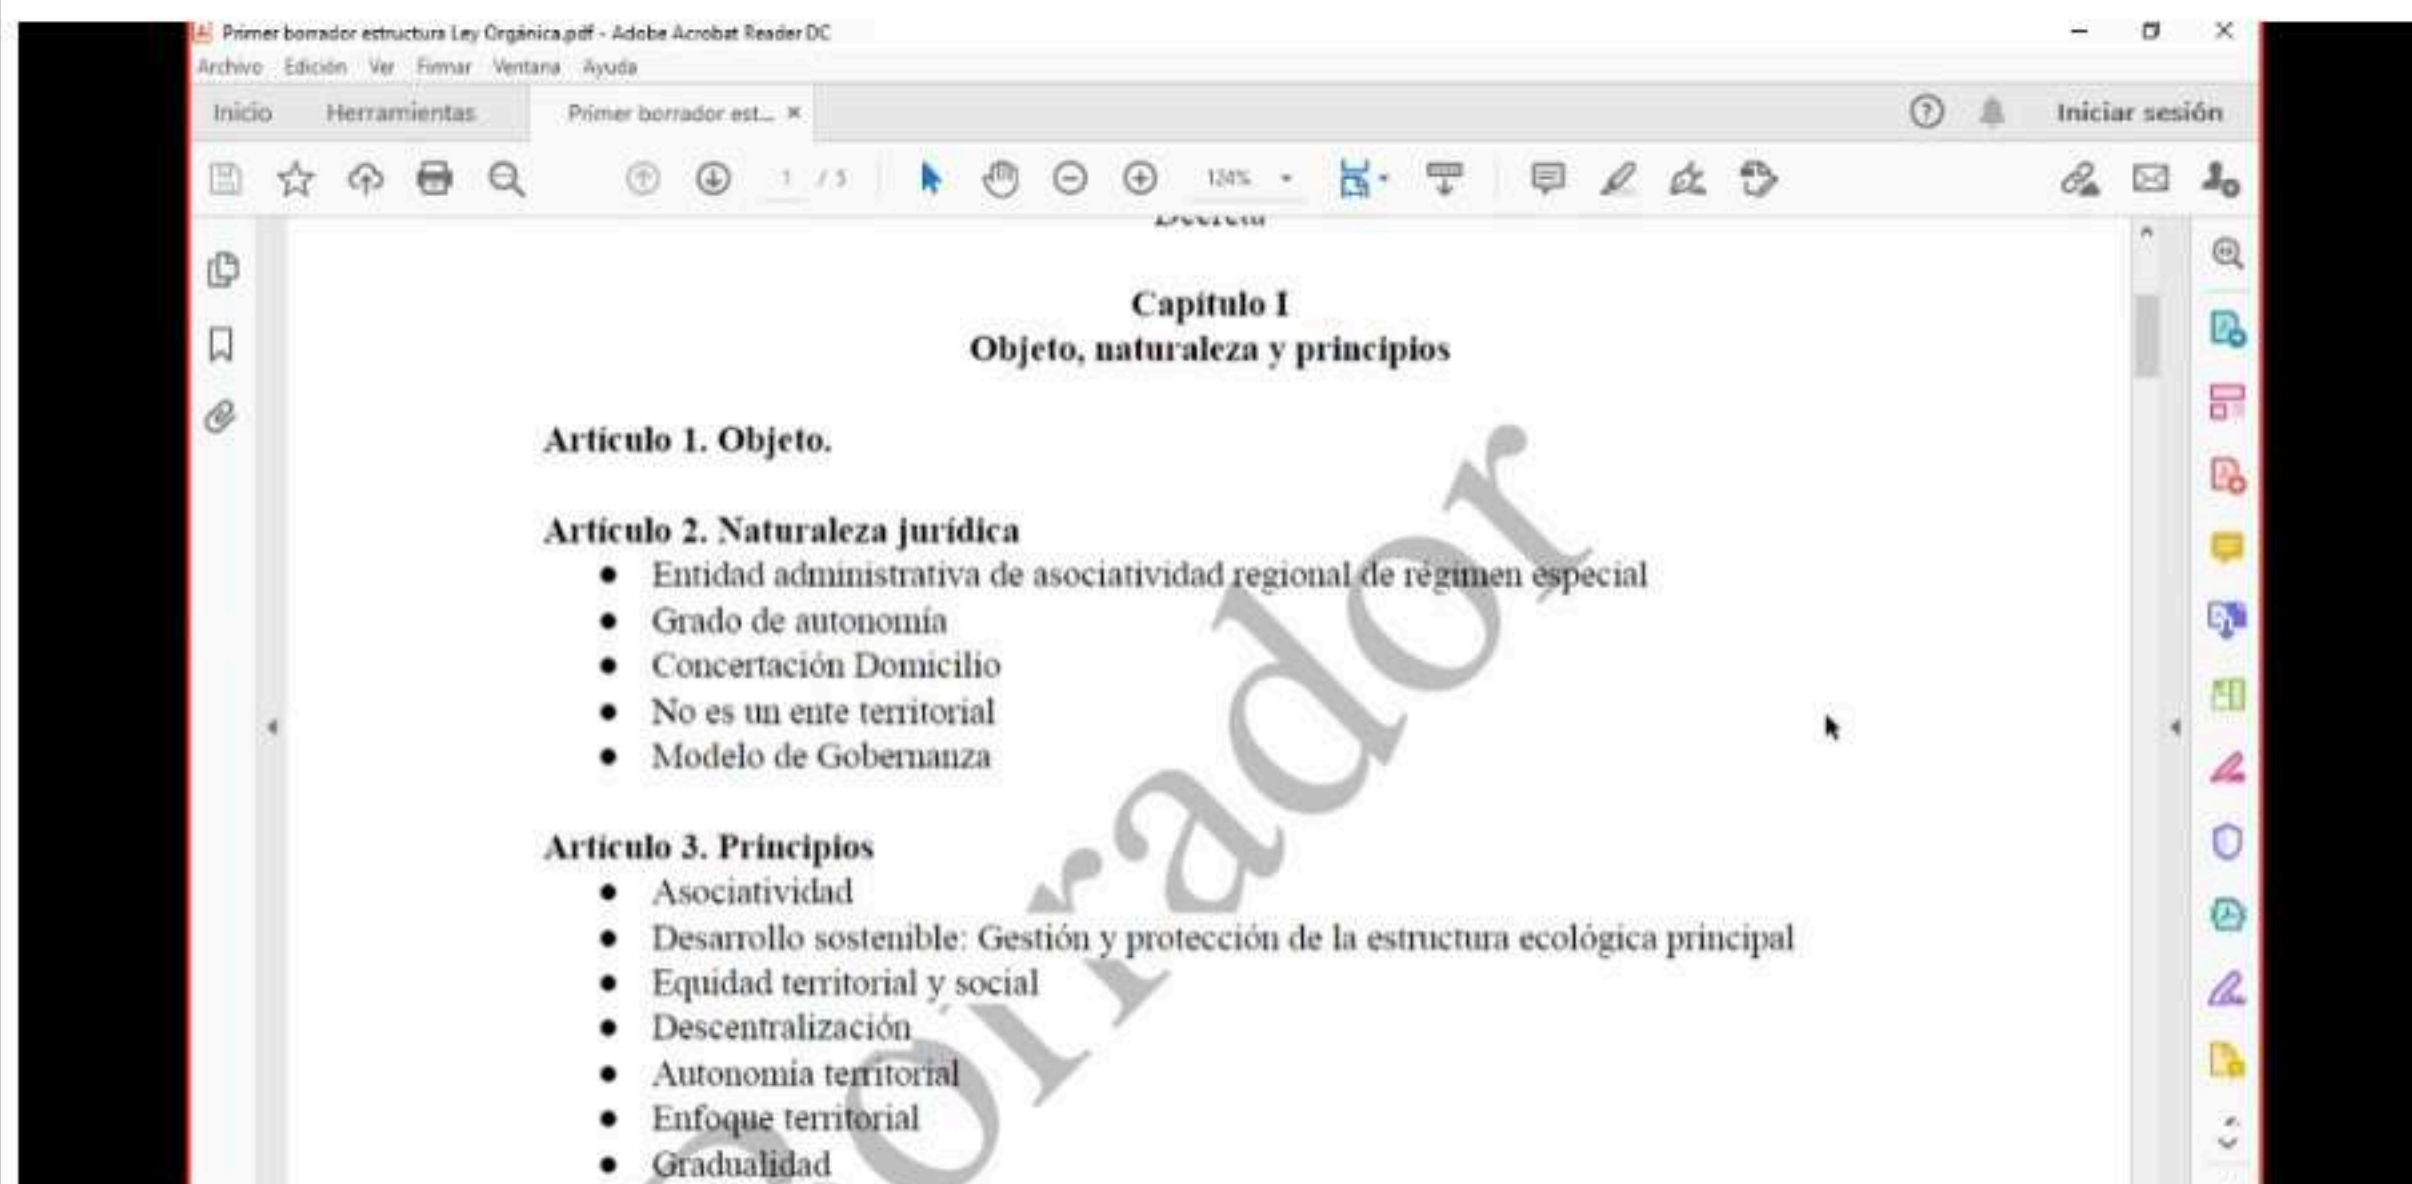 Primer borrador estructura Ley Orgánica.pdf - Adobe Acrobat Reader DC
Archivo Edición Ver Firmar Ventana Ayuda
Inicio Herramientas Primer borrador est... × Iniciar sesión
1 / 5 124%
Decreta
Capítulo I
Objeto, naturaleza y principios
Artículo 1. Objeto.
Artículo 2. Naturaleza jurídica
● Entidad administrativa de asociatividad regional de régimen especial
● Grado de autonomía
● Concertación Domicilio
● No es un ente territorial
● Modelo de Gobernanza
Artículo 3. Principios
● Asociatividad
● Desarrollo sostenible: Gestión y protección de la estructura ecológica principal
● Equidad territorial y social
● Descentralización
● Autonomía territorial
● Enfoque territorial
● Gradualidad
Borrador